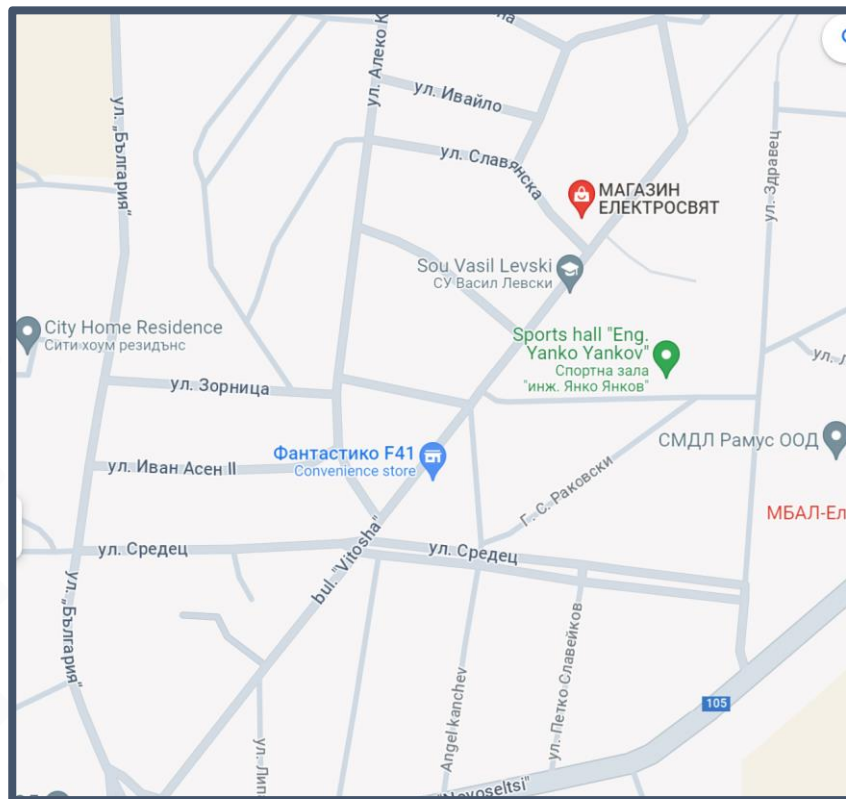 ул. Алеко К
ул. „България“
ул. Ивайло
ул. Славянска
МАГАЗИН
ЕЛЕКТРОСВЯТ
ул. Здравец
Sou Vasil Levski
СУ Васил Левски
City Home Residence
Сити хоум резидънс
Sports hall "Eng.
Yanko Yankov"
Спортна зала
"инж. Янко Янков"
ул. Л
ул. Зорница
Фантастико F41
Convenience store
СМДЛ Рамус ООД
ул. Иван Асен II
Г. С. Раковски
МБАЛ-Ел
ул. Средец
ул. Средец
bul. "Vitosha"
ул. „България“
Angel kanchev
ул. Петко Славейков
105
ул. Липа
"Novoseltsi"